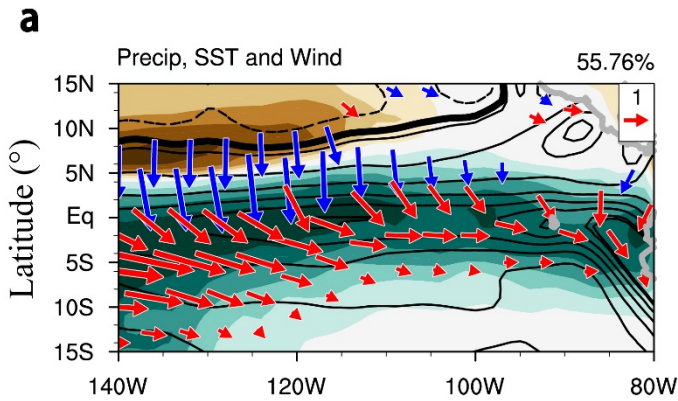 a
Precip, SST and Wind 55.76%
15N
10N
5N
Eq
5S
10S
15S
Latitude (°)
1
140W 120W 100W 80W